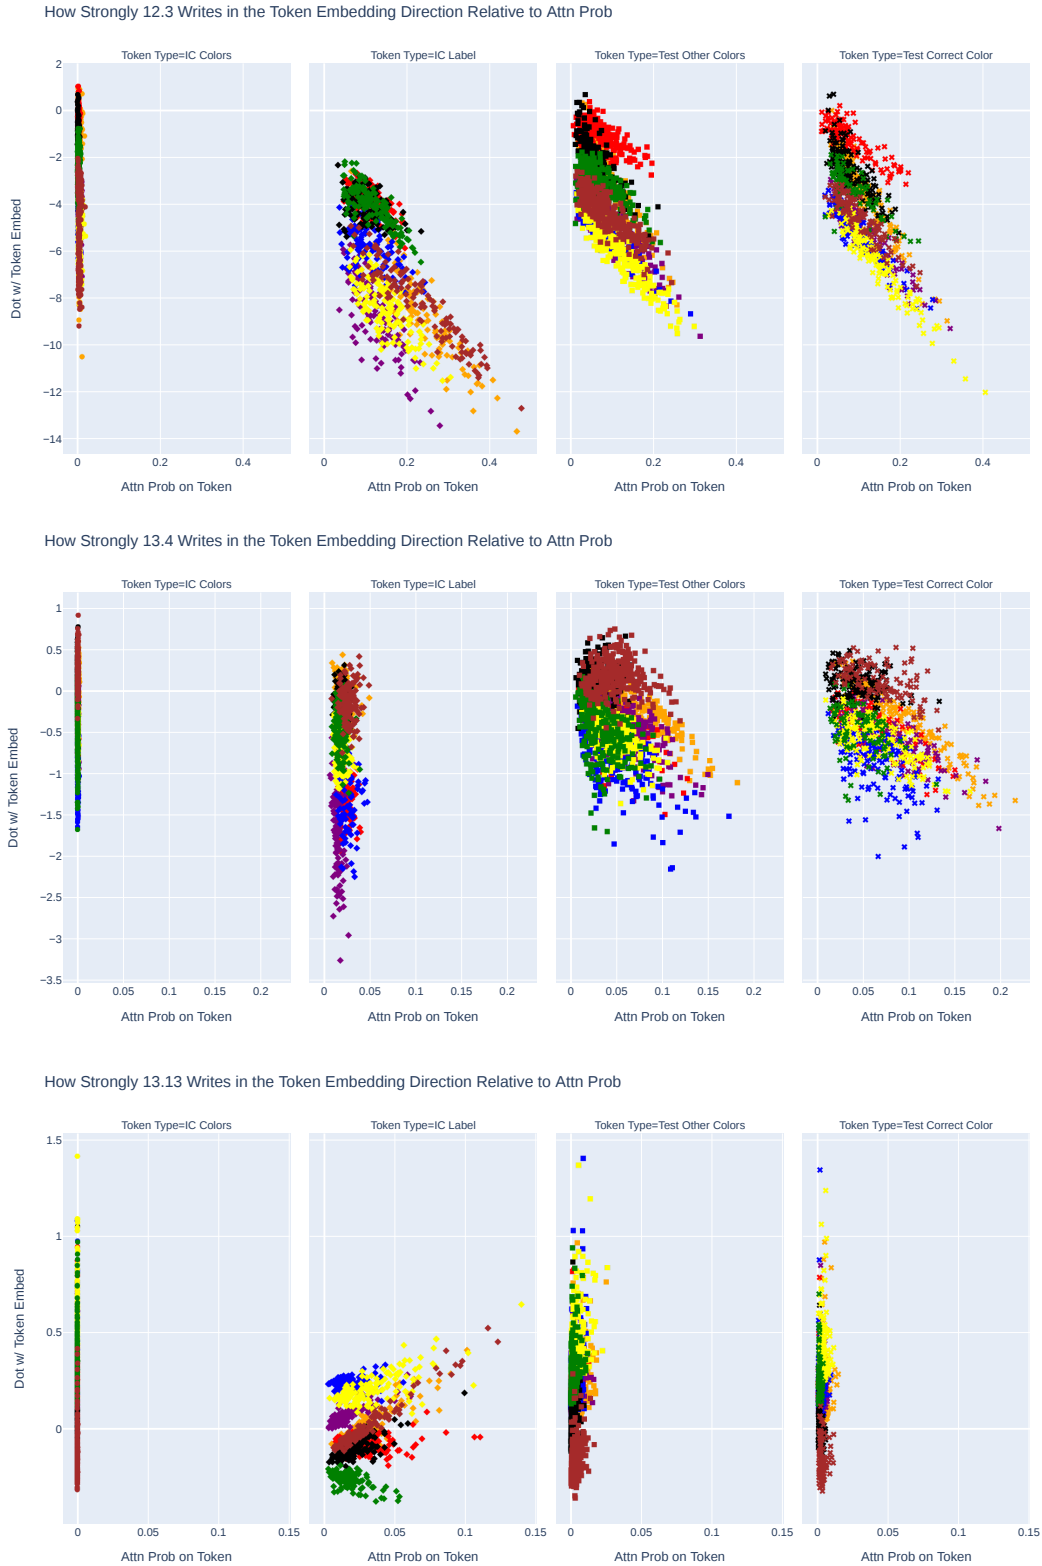 How Strongly 12.3 Writes in the Token Embedding Direction Relative to Attn Prob
Token Type=IC Colors
Token Type=IC Label
Token Type=Test Other Colors
Token Type=Test Correct Color
2
0
−2
−4
−6
−8
−10
−12
−14
Dot w/ Token Embed
0 0.2 0.4
0 0.2 0.4
0 0.2 0.4
0 0.2 0.4
Attn Prob on Token
Attn Prob on Token
Attn Prob on Token
Attn Prob on Token
How Strongly 13.4 Writes in the Token Embedding Direction Relative to Attn Prob
Token Type=IC Colors
Token Type=IC Label
Token Type=Test Other Colors
Token Type=Test Correct Color
1
0.5
0
−0.5
−1
−1.5
−2
−2.5
−3
−3.5
Dot w/ Token Embed
0 0.05 0.1 0.15 0.2
0 0.05 0.1 0.15 0.2
0 0.05 0.1 0.15 0.2
0 0.05 0.1 0.15 0.2
Attn Prob on Token
Attn Prob on Token
Attn Prob on Token
Attn Prob on Token
How Strongly 13.13 Writes in the Token Embedding Direction Relative to Attn Prob
Token Type=IC Colors
Token Type=IC Label
Token Type=Test Other Colors
Token Type=Test Correct Color
1.5
1
0.5
0
Dot w/ Token Embed
0 0.05 0.1 0.15
0 0.05 0.1 0.15
0 0.05 0.1 0.15
0 0.05 0.1 0.15
Attn Prob on Token
Attn Prob on Token
Attn Prob on Token
Attn Prob on Token